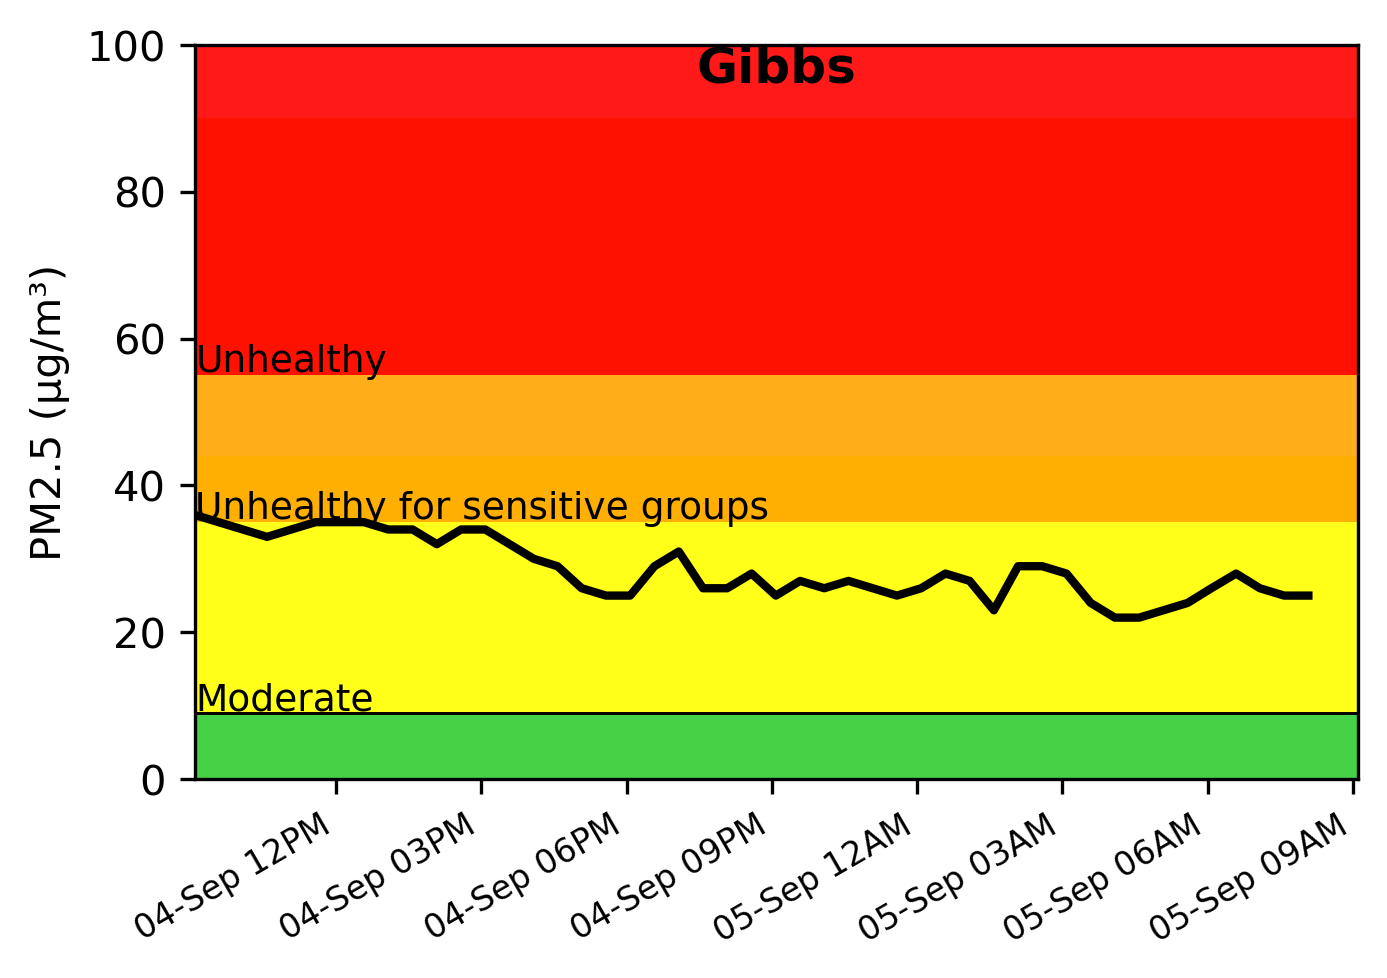 Gibbs
PM2.5 (µg/m³)
100
80
60
40
20
0
Unhealthy
Unhealthy for sensitive groups
Moderate
04-Sep 12PM
04-Sep 03PM
04-Sep 06PM
04-Sep 09PM
05-Sep 12AM
05-Sep 03AM
05-Sep 06AM
05-Sep 09AM